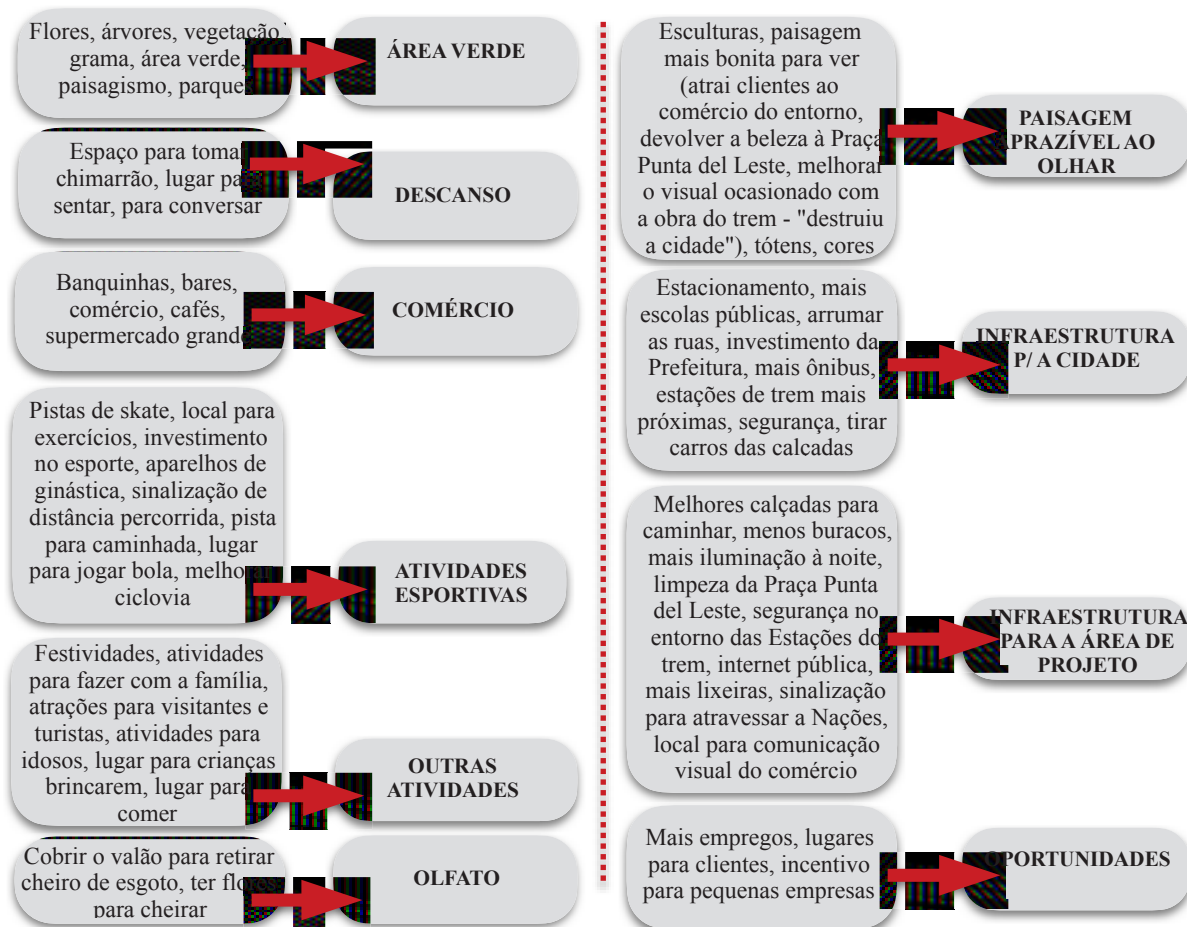 Flores, árvores, vegetação,
grama, área verde,
paisagismo, parque
ÁREA VERDE
Espaço para tomar
chimarrão, lugar para
sentar, para conversar
DESCANSO
Banquinhas, bares,
comércio, cafés,
supermercado grande
COMÉRCIO
Pistas de skate, local para
exercícios, investimento
no esporte, aparelhos de
ginástica, sinalização de
distância percorrida, pista
para caminhada, lugar
para jogar bola, melhorar
ciclovia
ATIVIDADES
ESPORTIVAS
Festividades, atividades
para fazer com a família,
atrações para visitantes e
turistas, atividades para
idosos, lugar para crianças
brincarem, lugar para
comer
OUTRAS
ATIVIDADES
Cobrir o valão para retirar
cheiro de esgoto, ter flores
para cheirar
OLFATO
Esculturas, paisagem
mais bonita para ver
(atrai clientes ao
comércio do entorno,
devolver a beleza à Praça
Punta del Leste, melhorar
o visual ocasionado com
a obra do trem - "destruiu
a cidade"), tótens, cores
PAISAGEM
APRAZÍVEL AO
OLHAR
Estacionamento, mais
escolas públicas, arrumar
as ruas, investimento da
Prefeitura, mais ônibus,
estações de trem mais
próximas, segurança, tirar
carros das calcadas
INFRAESTRUTURA
P/ A CIDADE
Melhores calçadas para
caminhar, menos buracos,
mais iluminação à noite,
limpeza da Praça Punta
del Leste, segurança no
entorno das Estações do
trem, internet pública,
mais lixeiras, sinalização
para atravessar a Nações,
local para comunicação
visual do comércio
INFRAESTRUTURA
PARA A ÁREA DE
PROJETO
Mais empregos, lugares
para clientes, incentivo
para pequenas empresas
OPORTUNIDADES